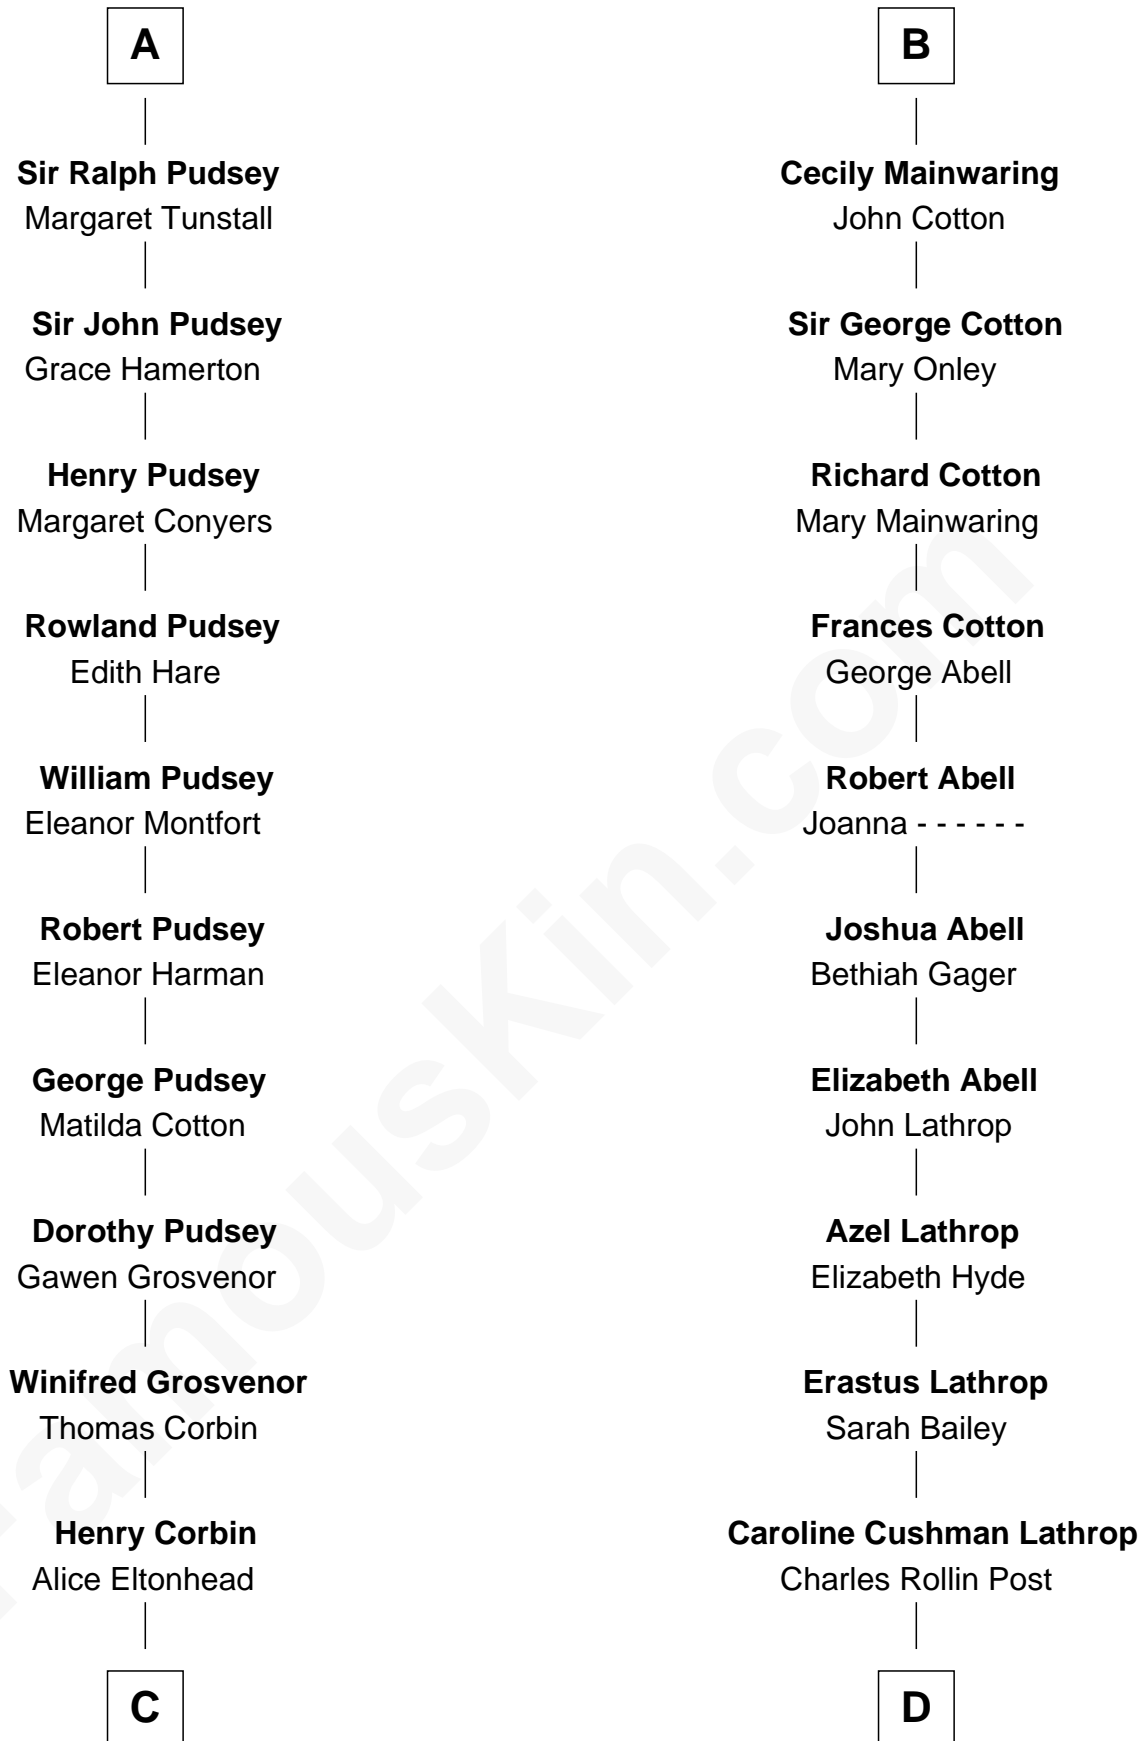 A
Sir Ralph Pudsey
Margaret Tunstall
Sir John Pudsey
Grace Hamerton
Henry Pudsey
Margaret Conyers
Rowland Pudsey
Edith Hare
William Pudsey
Eleanor Montfort
Robert Pudsey
Eleanor Harman
George Pudsey
Matilda Cotton
Dorothy Pudsey
Gawen Grosvenor
Winifred Grosvenor
Thomas Corbin
Henry Corbin
Alice Eltonhead
C
B
Cecily Mainwaring
John Cotton
Sir George Cotton
Mary Onley
Richard Cotton
Mary Mainwaring
Frances Cotton
George Abell
Robert Abell
Joanna - - - - - -
Joshua Abell
Bethiah Gager
Elizabeth Abell
John Lathrop
Azel Lathrop
Elizabeth Hyde
Erastus Lathrop
Sarah Bailey
Caroline Cushman Lathrop
Charles Rollin Post
D
FamousKin.com